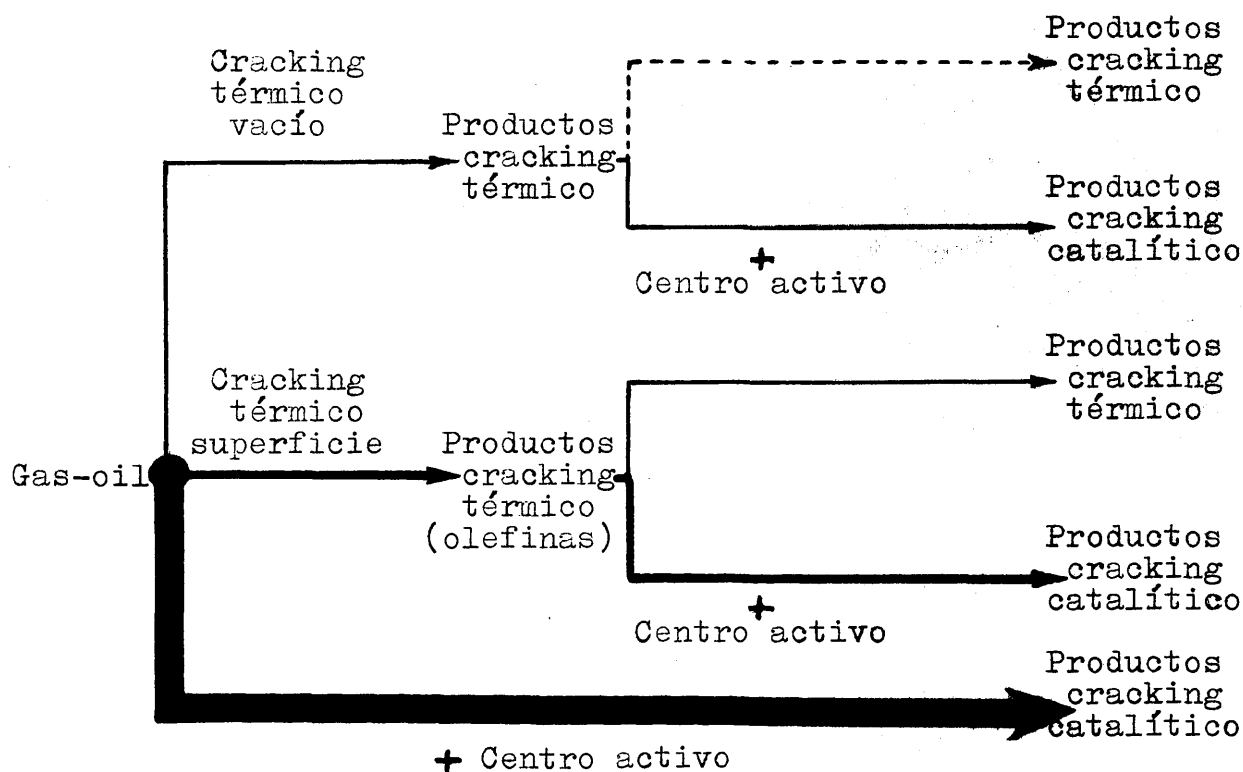 Productos
cracking
térmico
Cracking
térmico
vacío
Productos
cracking
térmico
Productos
cracking
catalítico
+
Centro activo
Productos
cracking
térmico
Cracking
térmico
superficie
Gas-oil
Productos
cracking
térmico
(olefinas)
Productos
cracking
catalítico
+
Centro activo
Productos
cracking
catalítico
+ Centro activo